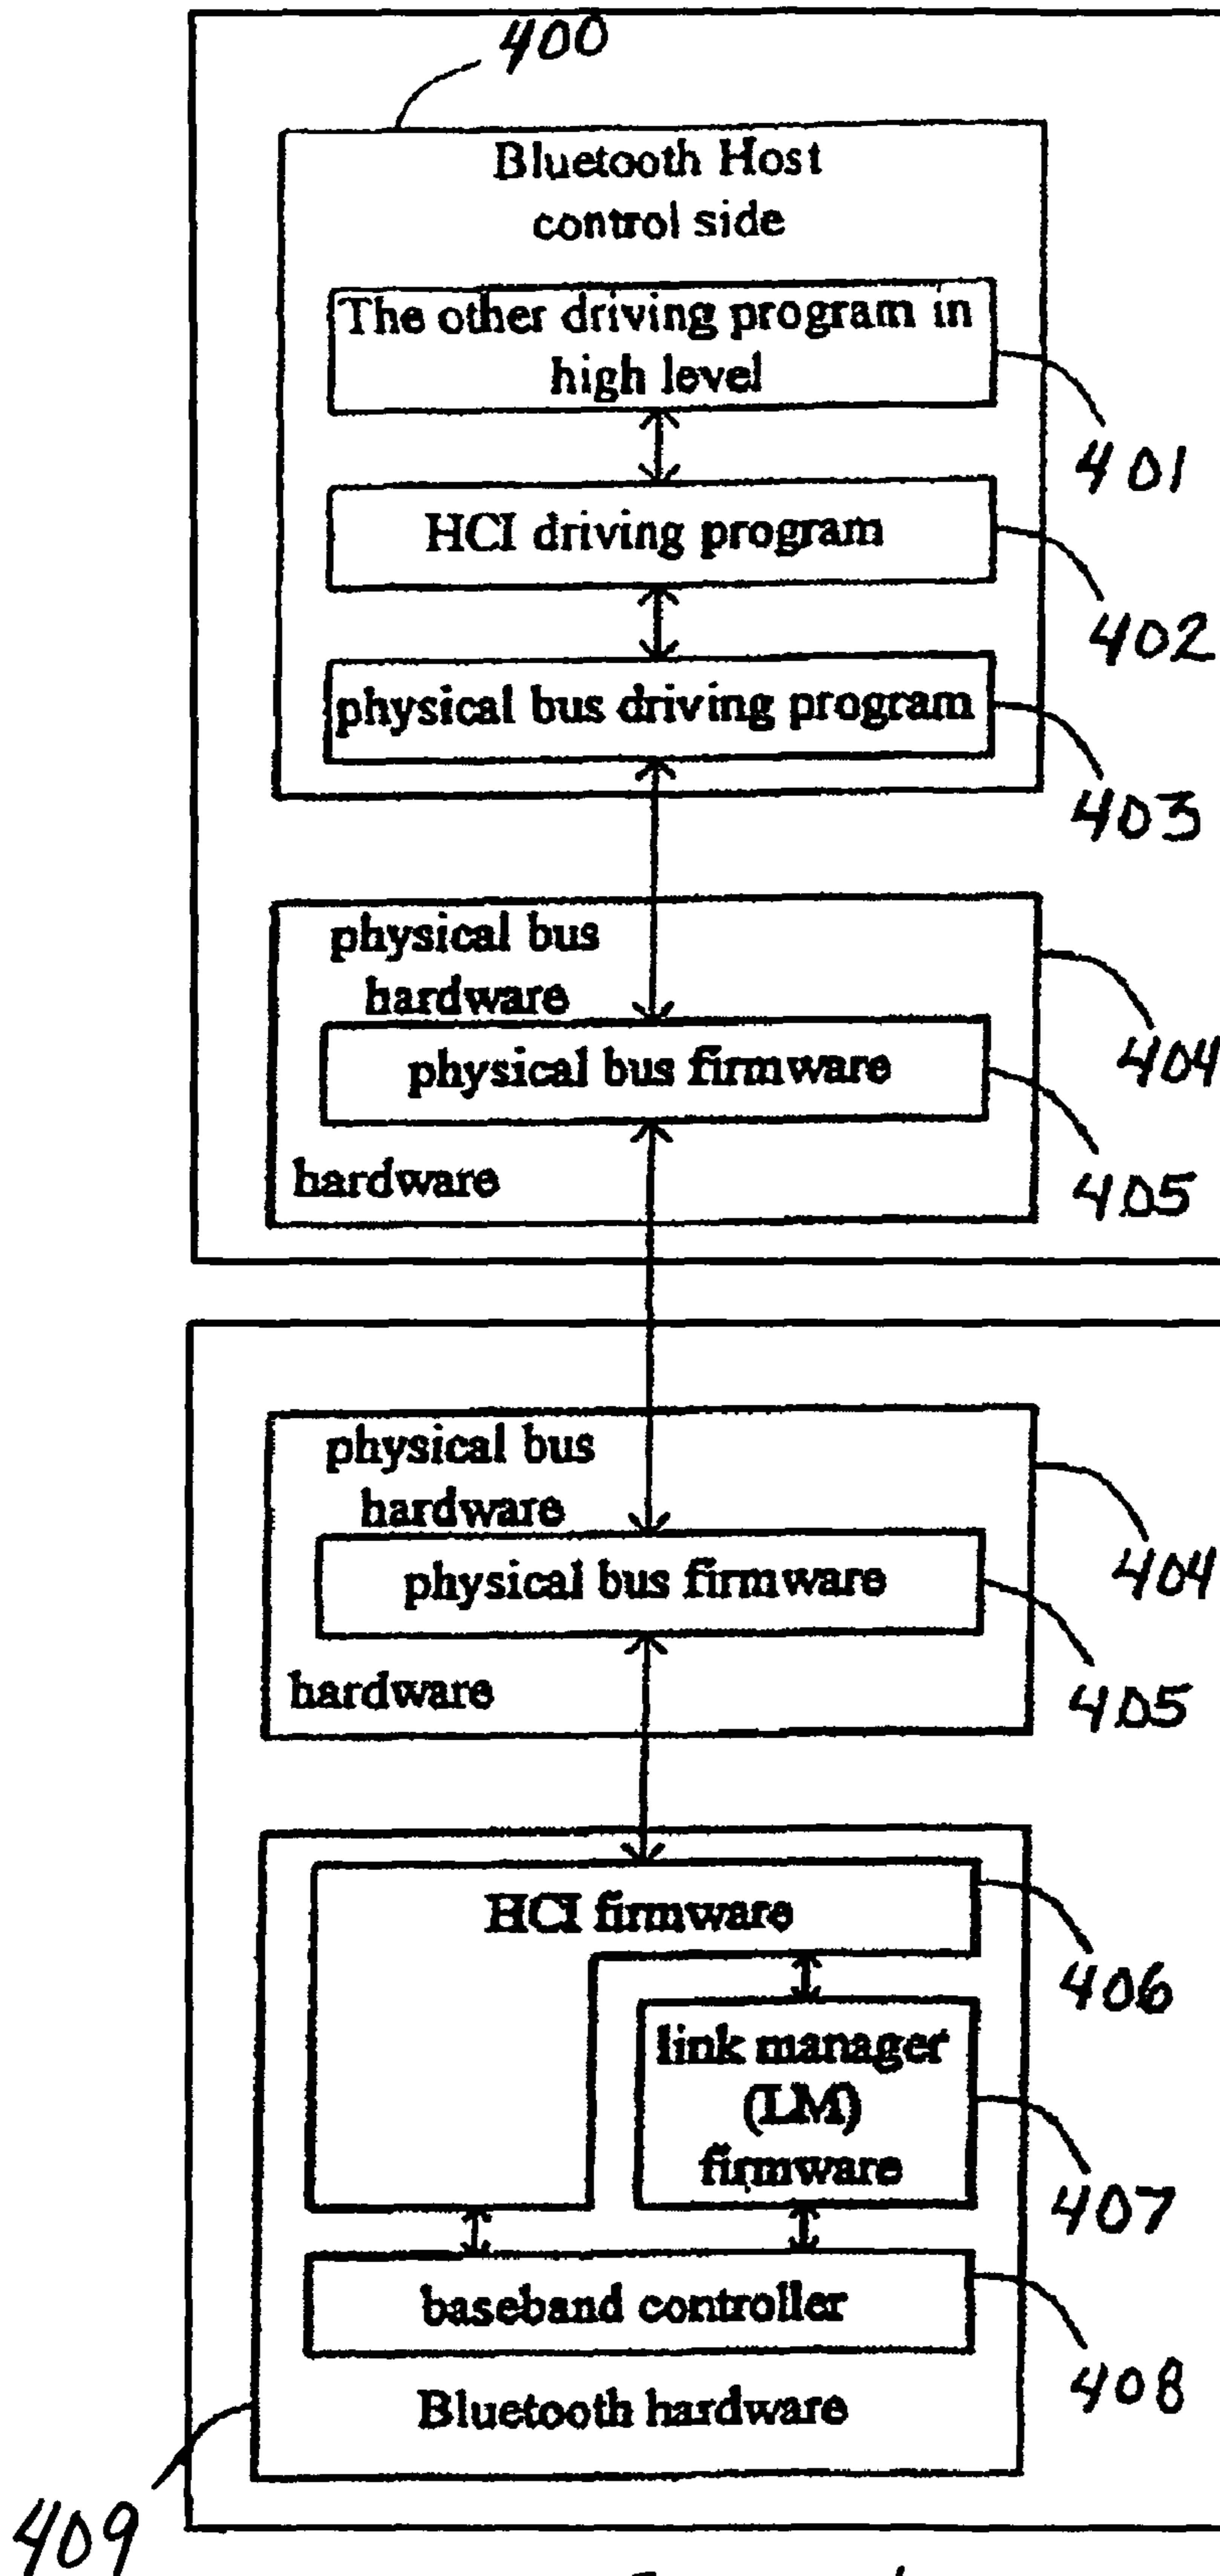 400
Bluetooth Host
control side
The other driving program in
high level
401
HCI driving program
402
physical bus driving program
403
physical bus
hardware
404
physical bus firmware
405
hardware
physical bus
hardware
404
physical bus firmware
405
hardware
HCI firmware
406
link manager
(LM)
firmware
407
baseband controller
408
Bluetooth hardware
409